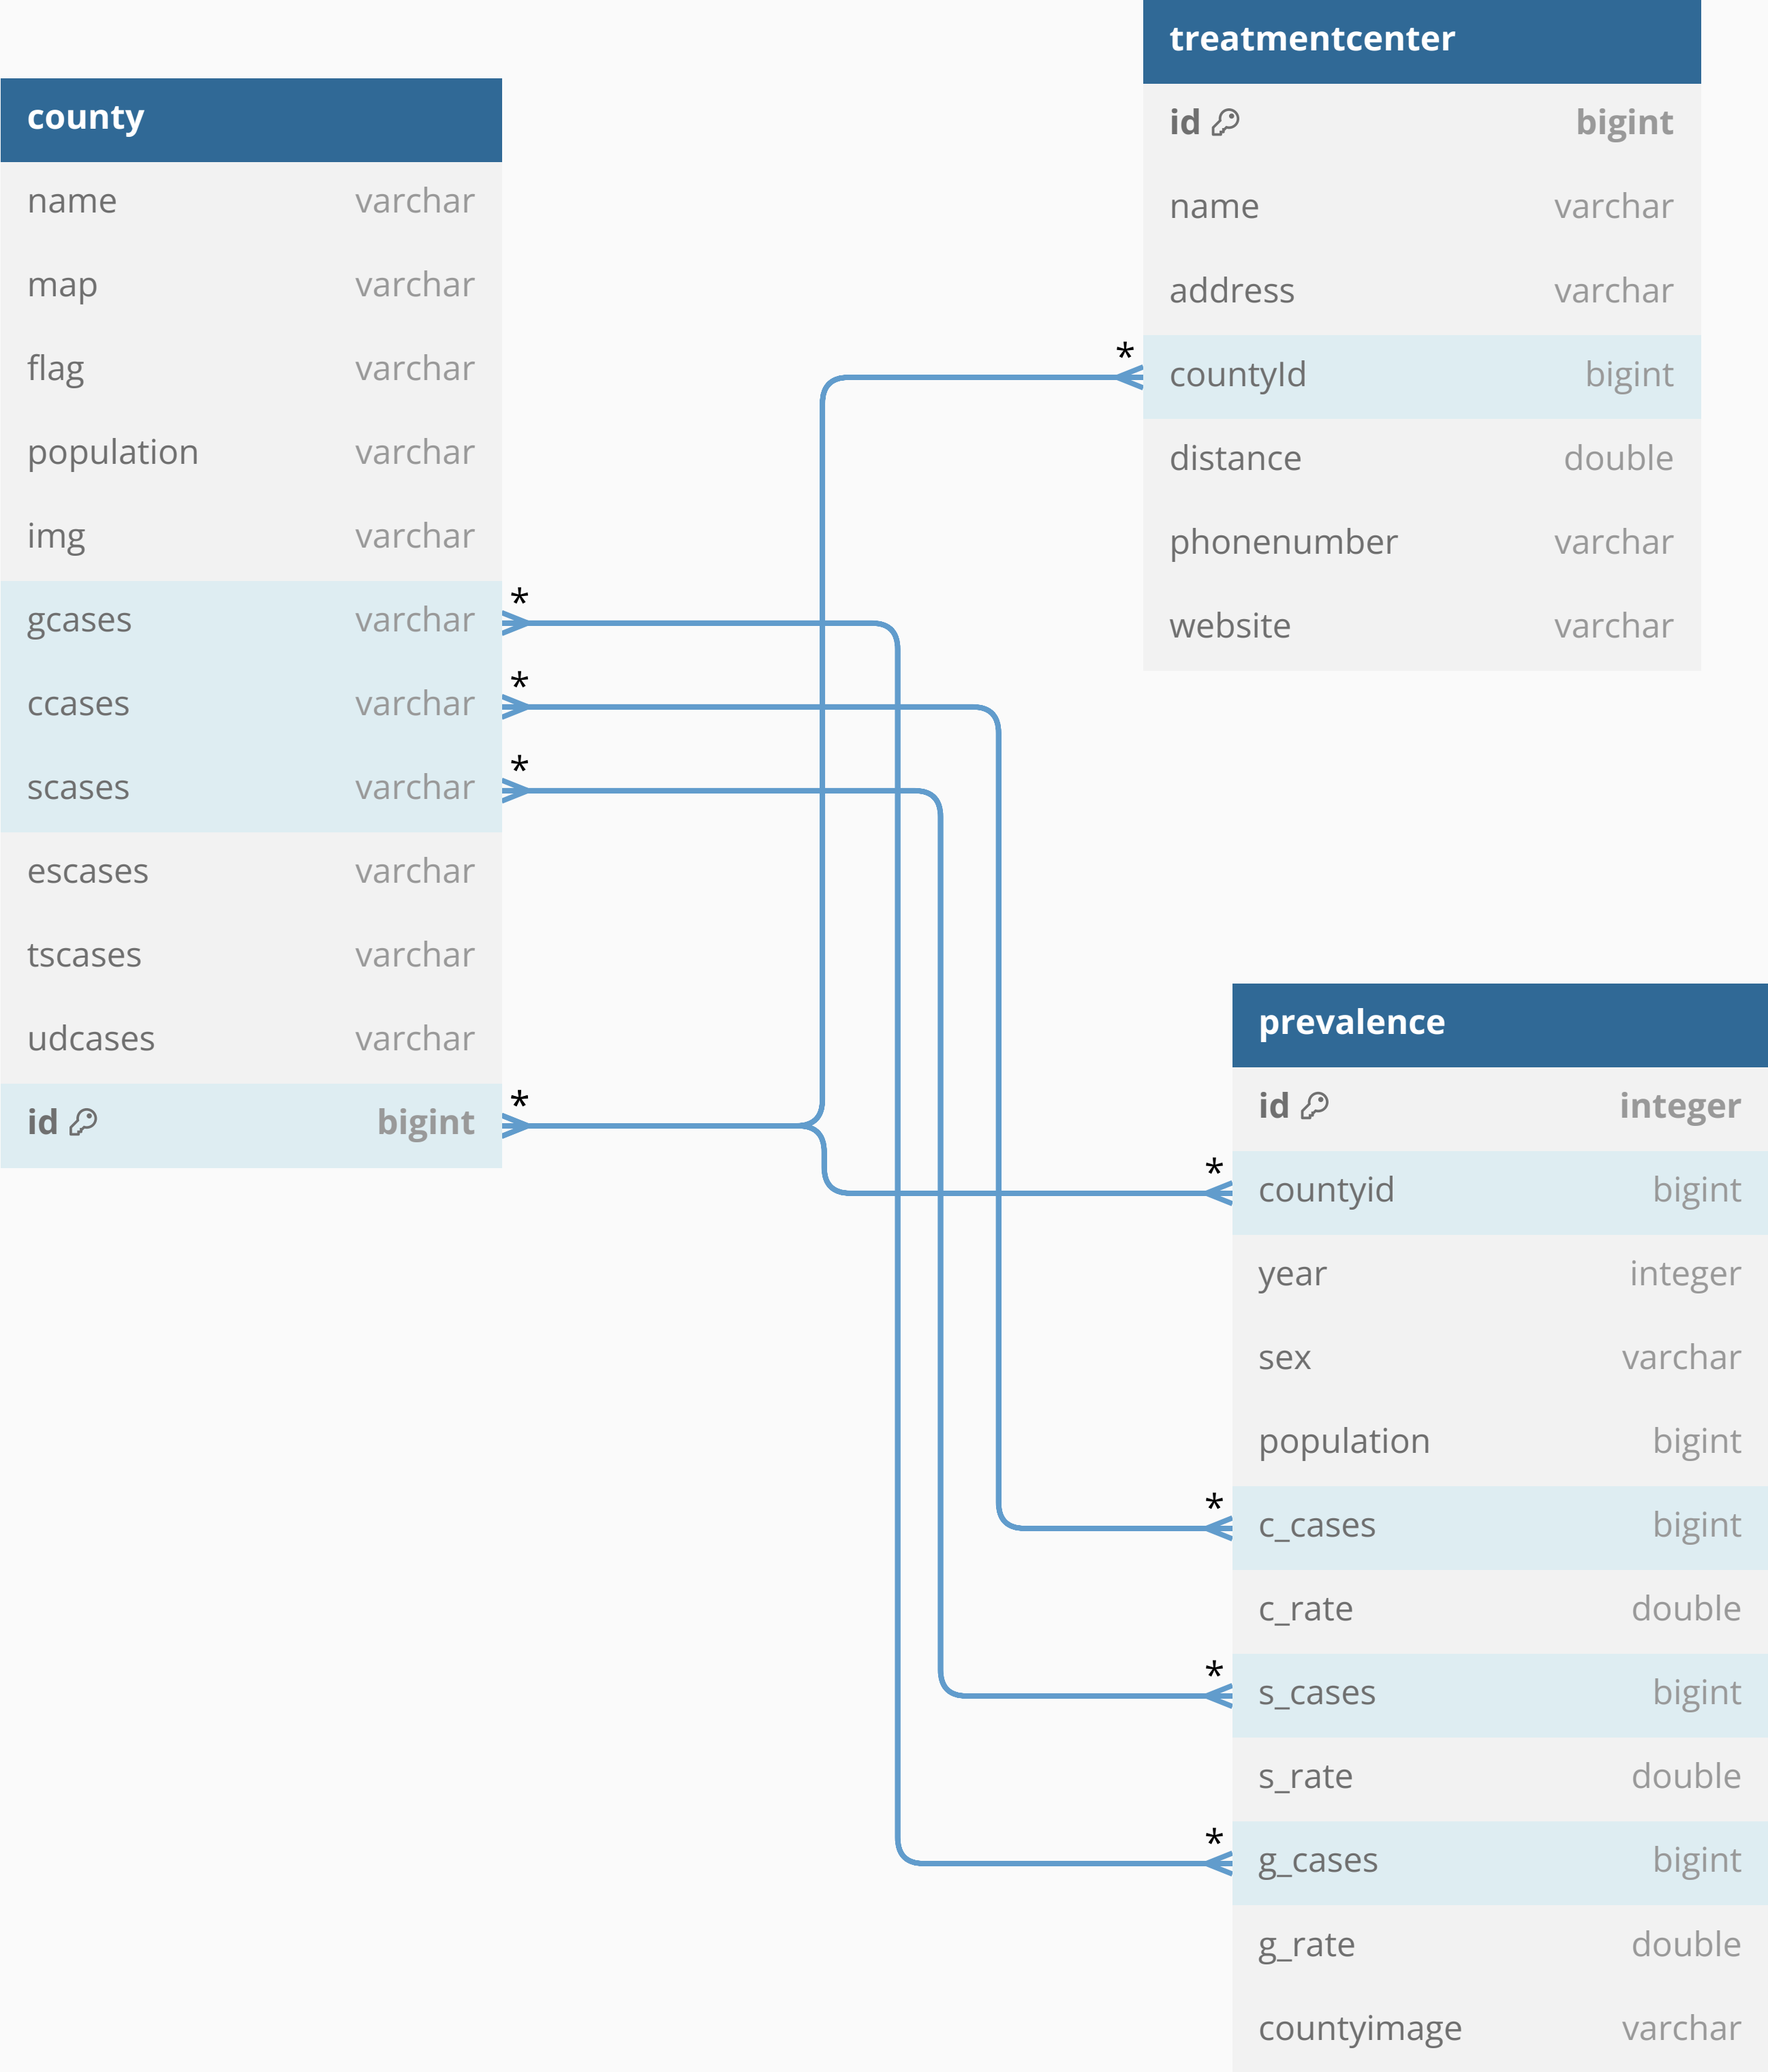 county
name varchar
map varchar
flag varchar
population varchar
img varchar
* gcases varchar
* ccases varchar
* scases varchar
escases varchar
tscases varchar
udcases varchar
* id bigint
treatmentcenter
id bigint
name varchar
address varchar
* countyId bigint
distance double
phonenumber varchar
website varchar
prevalence
id integer
* countyid bigint
year integer
sex varchar
population bigint
* c_cases bigint
c_rate double
* s_cases bigint
s_rate double
* g_cases bigint
g_rate double
countyimage varchar